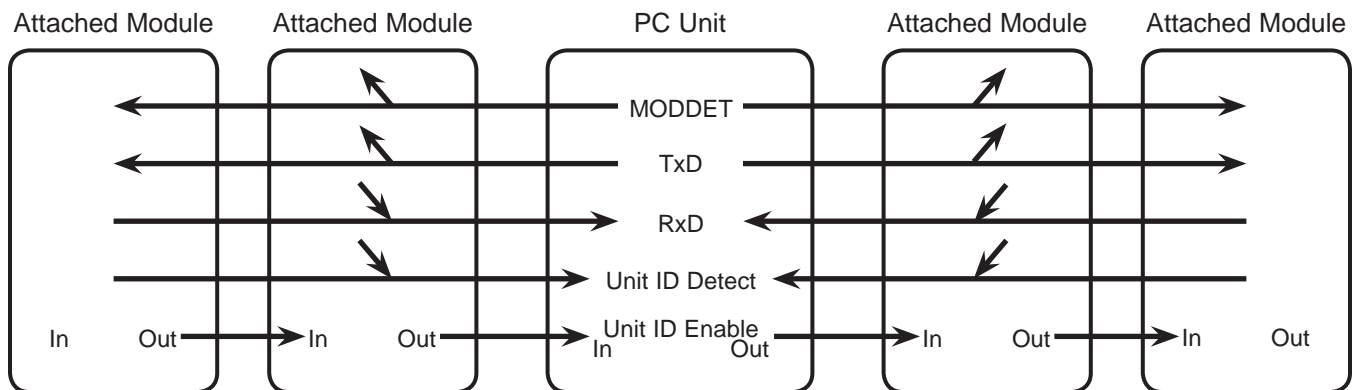 Attached Module
Attached Module
PC Unit
Attached Module
Attached Module
MODDET
TxD
RxD
Unit ID Detect
In
Out
In
Out
Unit ID Enable
In
Out
In
Out
In
Out